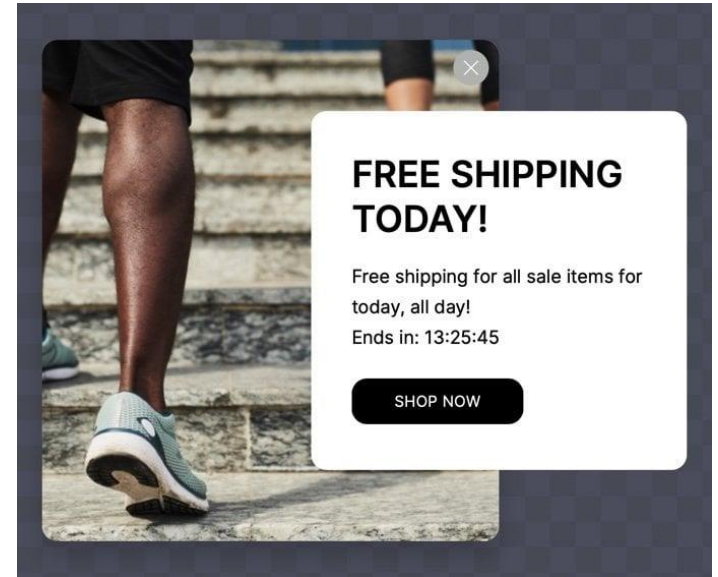 FREE SHIPPING
TODAY!
Free shipping for all sale items for
today, all day!
Ends in: 13:25:45
SHOP NOW